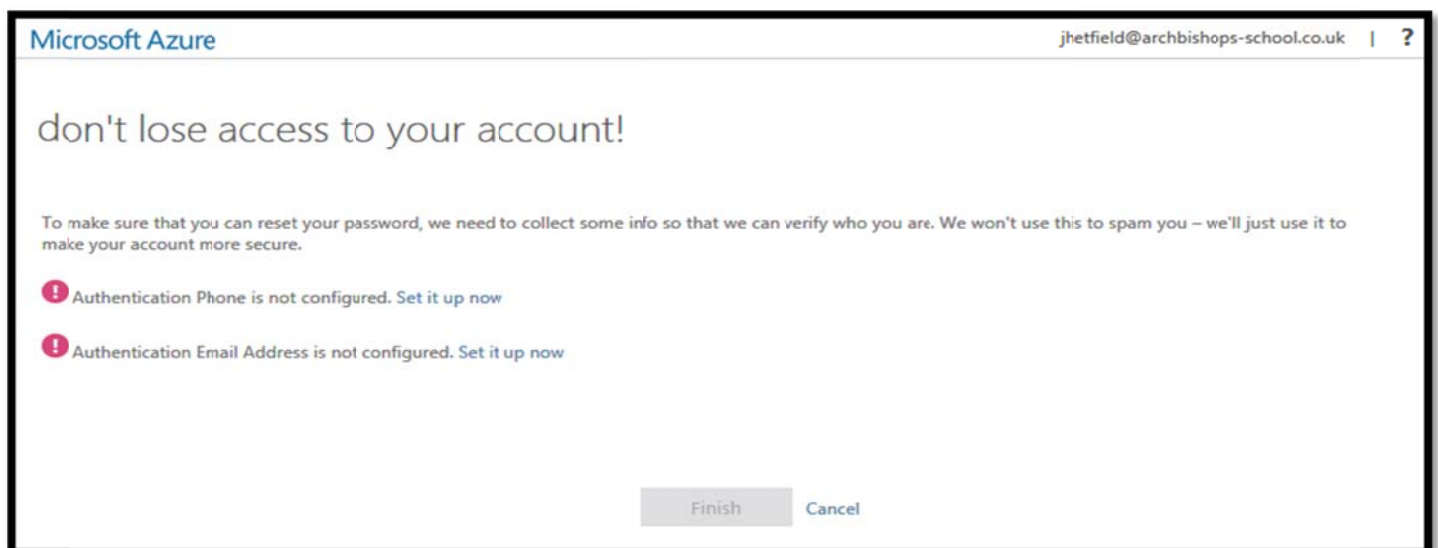 Microsoft Azure jhetfield@archbishops-school.co.uk | ?
don't lose access to your account!
To make sure that you can reset your password, we need to collect some info so that we can verify who you are. We won't use this to spam you – we'll just use it to
make your account more secure.
! Authentication Phone is not configured. Set it up now
! Authentication Email Address is not configured. Set it up now
Finish Cancel